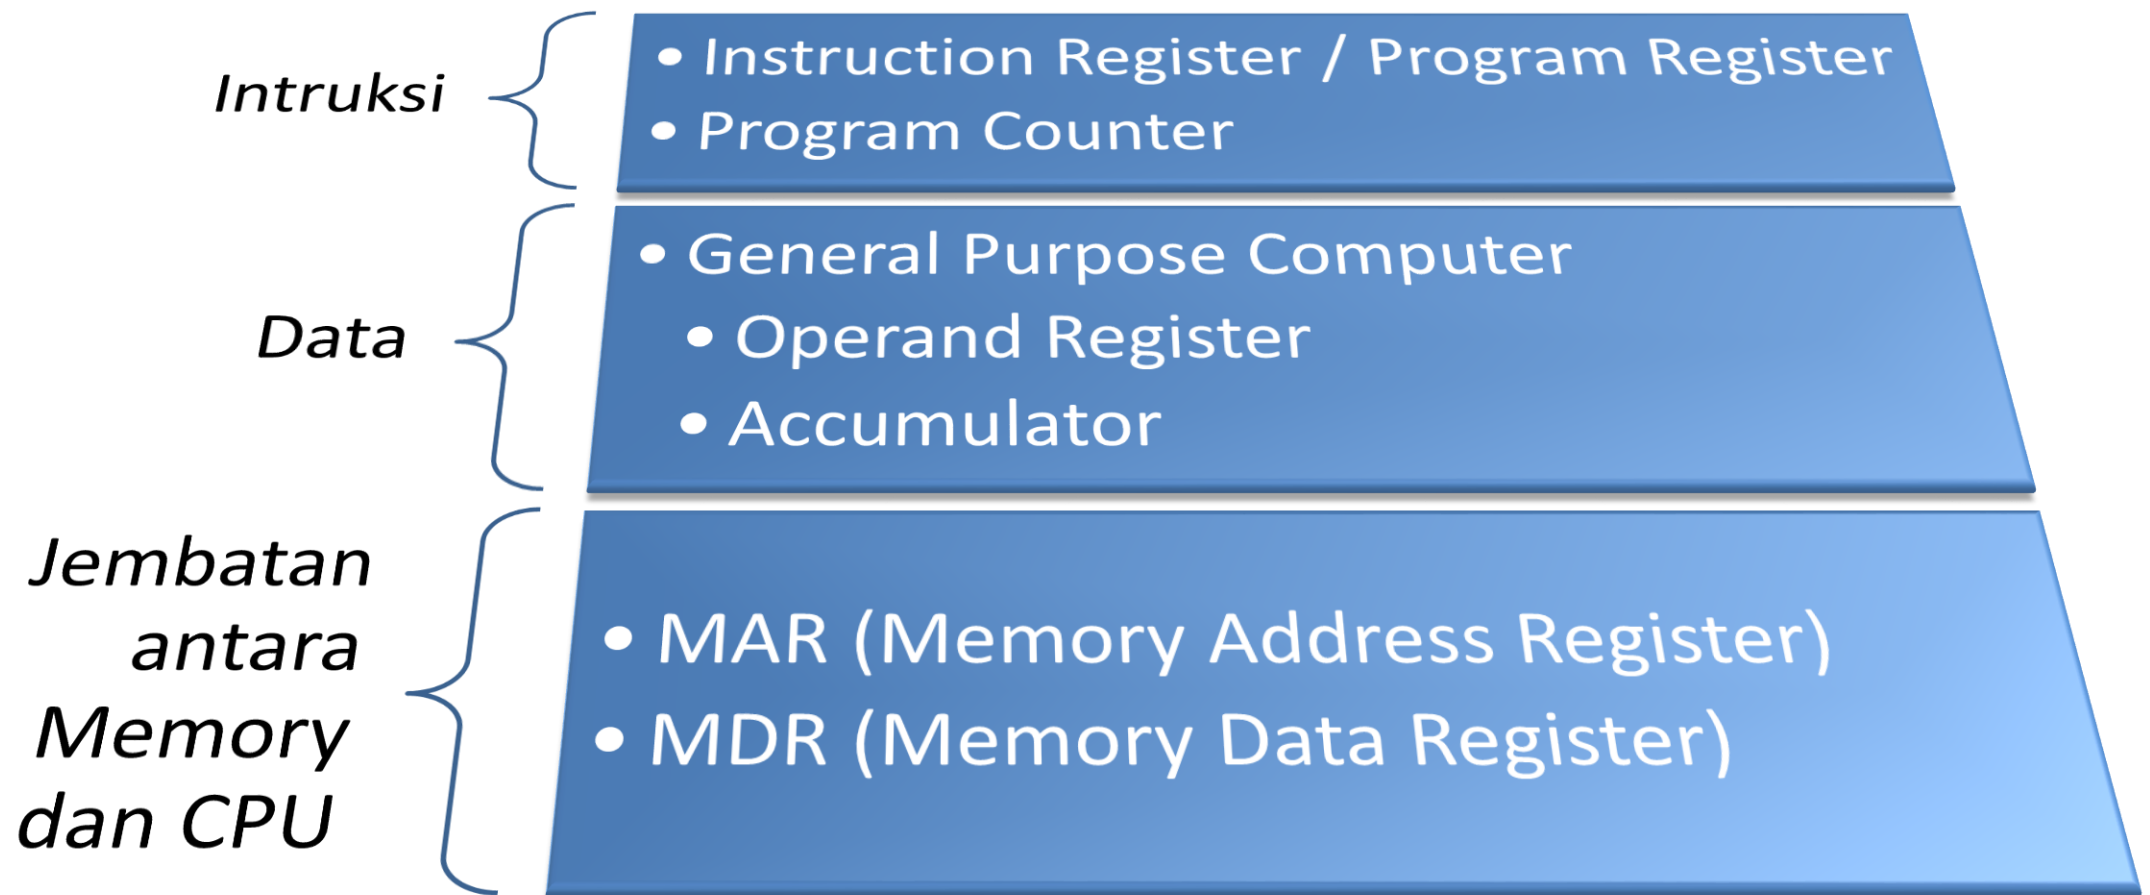 Intruksi
• Instruction Register / Program Register
• Program Counter
Data
• General Purpose Computer
• Operand Register
• Accumulator
Jembatan
antara
Memory
dan CPU
• MAR (Memory Address Register)
• MDR (Memory Data Register)